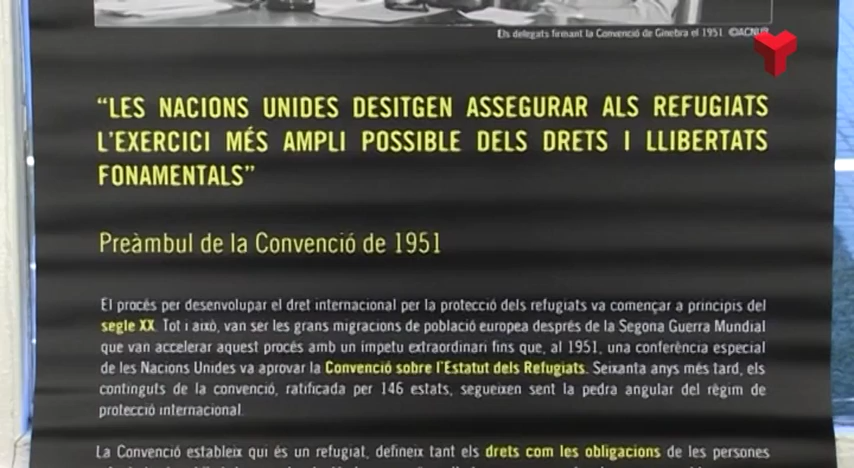 Els delegats firmant la Convenció de Ginebra el 1951 ©ACNUR
“LES NACIONS UNIDES DESITGEN ASSEGURAR ALS REFUGIATS
L’EXERCICI MÉS AMPLI POSSIBLE DELS DRETS I LLIBERTATS
FONAMENTALS”
Preàmbul de la Convenció de 1951
El procés per desenvolupar el dret internacional per la protecció dels refugiats va començar a principis del
segle XX. Tot i això, van ser les grans migracions de població europea després de la Segona Guerra Mundial
que van accelerar aquest procés amb un ímpetu extraordinari fins que, al 1951, una conferència especial
de les Nacions Unides va aprovar la Convenció sobre l’Estatut dels Refugiats. Seixanta anys més tard, els
continguts de la convenció, ratificada per 146 estats, segueixen sent la pedra angular del règim de
protecció internacional.
La Convenció estableix qui és un refugiat, defineix tant els drets com les obligacions de les persones